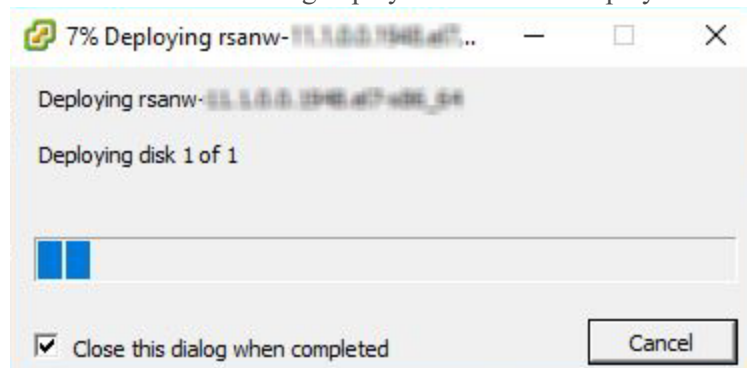 7% Deploying rsanw-
Deploying rsanw-
Deploying disk 1 of 1
Close this dialog when completed
Cancel